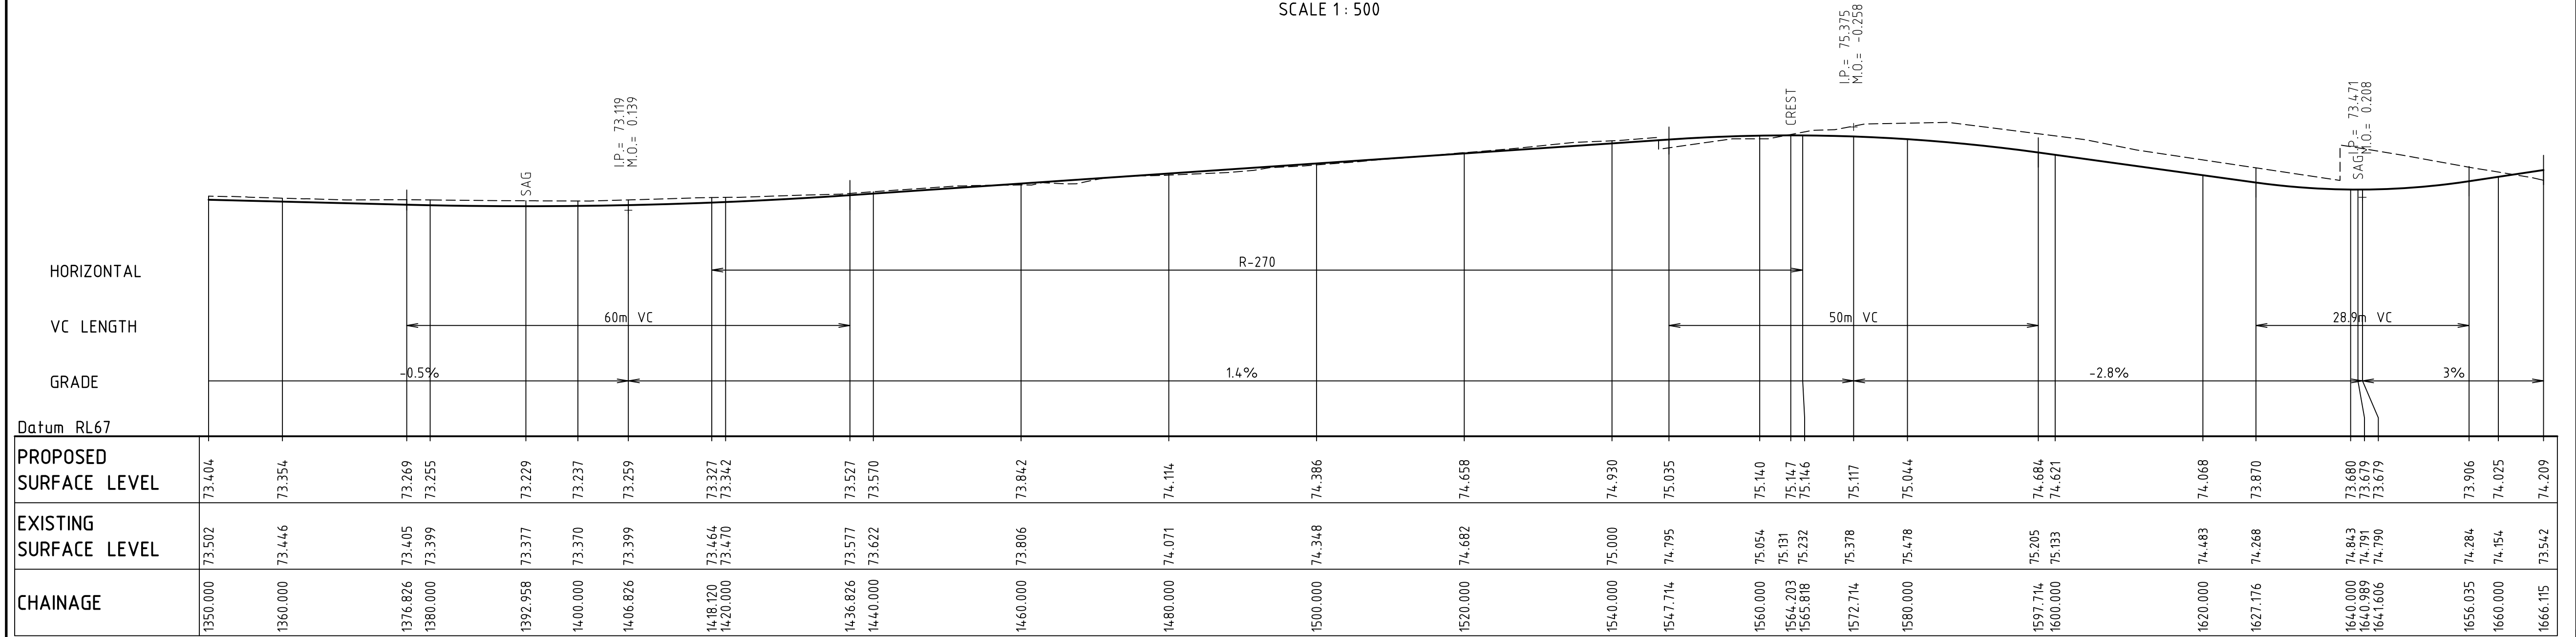 SCALE 1 : 500
I.P.= 73.119
M.O.= 0.139
SAG
CREST
I.P.= 75.375
M.O.= -0.258
SAG
I.P.= 73.471
M.O.= 0.208
HORIZONTAL R-270
VC LENGTH 60m VC 50m VC 28.9m VC
GRADE -0.5% 1.4% -2.8% 3%
Datum RL67
PROPOSED
SURFACE LEVEL 73.404 73.354 73.269 73.255 73.229 73.237 73.259 73.327 73.342 73.527 73.570 73.842 74.114 74.386 74.658 74.930 75.035 75.140 75.147 75.146 75.117 75.044 74.684 74.621 74.068 73.870 73.680 73.679 73.679 73.906 74.025 74.209
EXISTING
SURFACE LEVEL 73.502 73.446 73.405 73.399 73.377 73.370 73.399 73.464 73.470 73.577 73.622 73.806 74.071 74.348 74.682 75.000 74.795 75.054 75.131 75.232 75.378 75.478 75.205 75.133 74.483 74.268 74.843 74.791 74.790 74.284 74.154 73.542
CHAINAGE 1350.000 1360.000 1376.826 1380.000 1392.958 1400.000 1406.826 1418.120 1420.000 1436.826 1440.000 1460.000 1480.000 1500.000 1520.000 1540.000 1547.714 1560.000 1564.203 1565.818 1572.714 1580.000 1597.714 1600.000 1620.000 1627.176 1640.000 1640.989 1641.606 1656.035 1660.000 1666.115